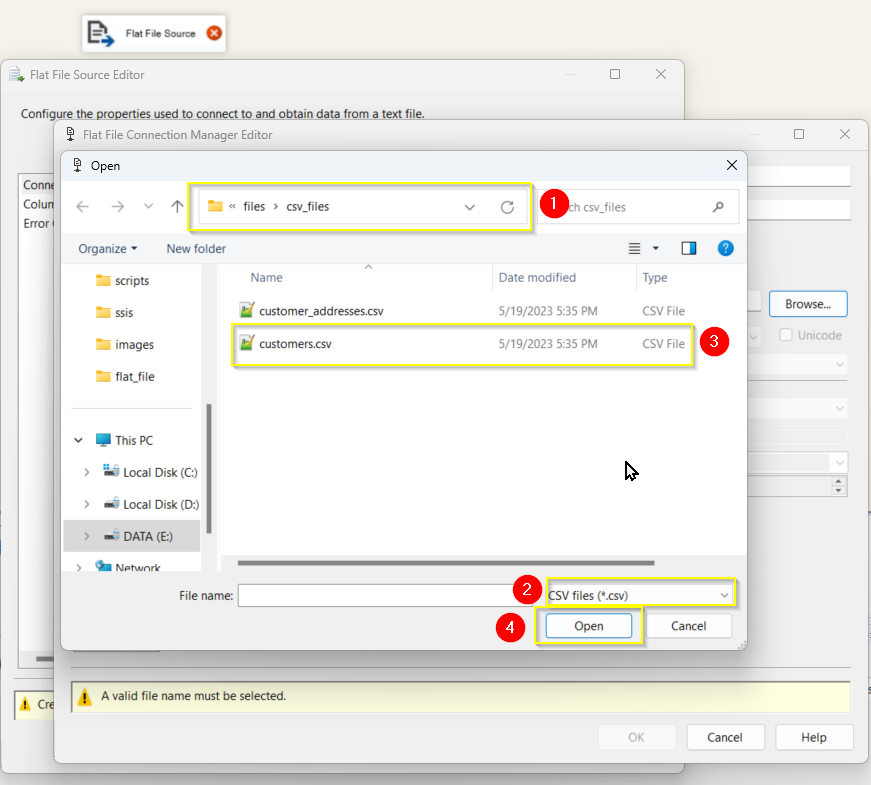 Flat File Source
Flat File Source Editor
Configure the properties used to connect to and obtain data from a text file.
Flat File Connection Manager Editor
Open
Conne
Colum
Error
« files > csv_files
1
ch csv_files
Organize
New folder
?
Name Date modified Type
scripts
ssis
images
flat_file
customer_addresses.csv 5/19/2023 5:35 PM CSV File
customers.csv 5/19/2023 5:35 PM CSV File
3
Browse...
Unicode
This PC
Local Disk (C:)
Local Disk (D:)
DATA (E:)
Network
File name:
2
CSV files (*.csv)
4
Open
Cancel
Cre
A valid file name must be selected.
OK
Cancel
Help